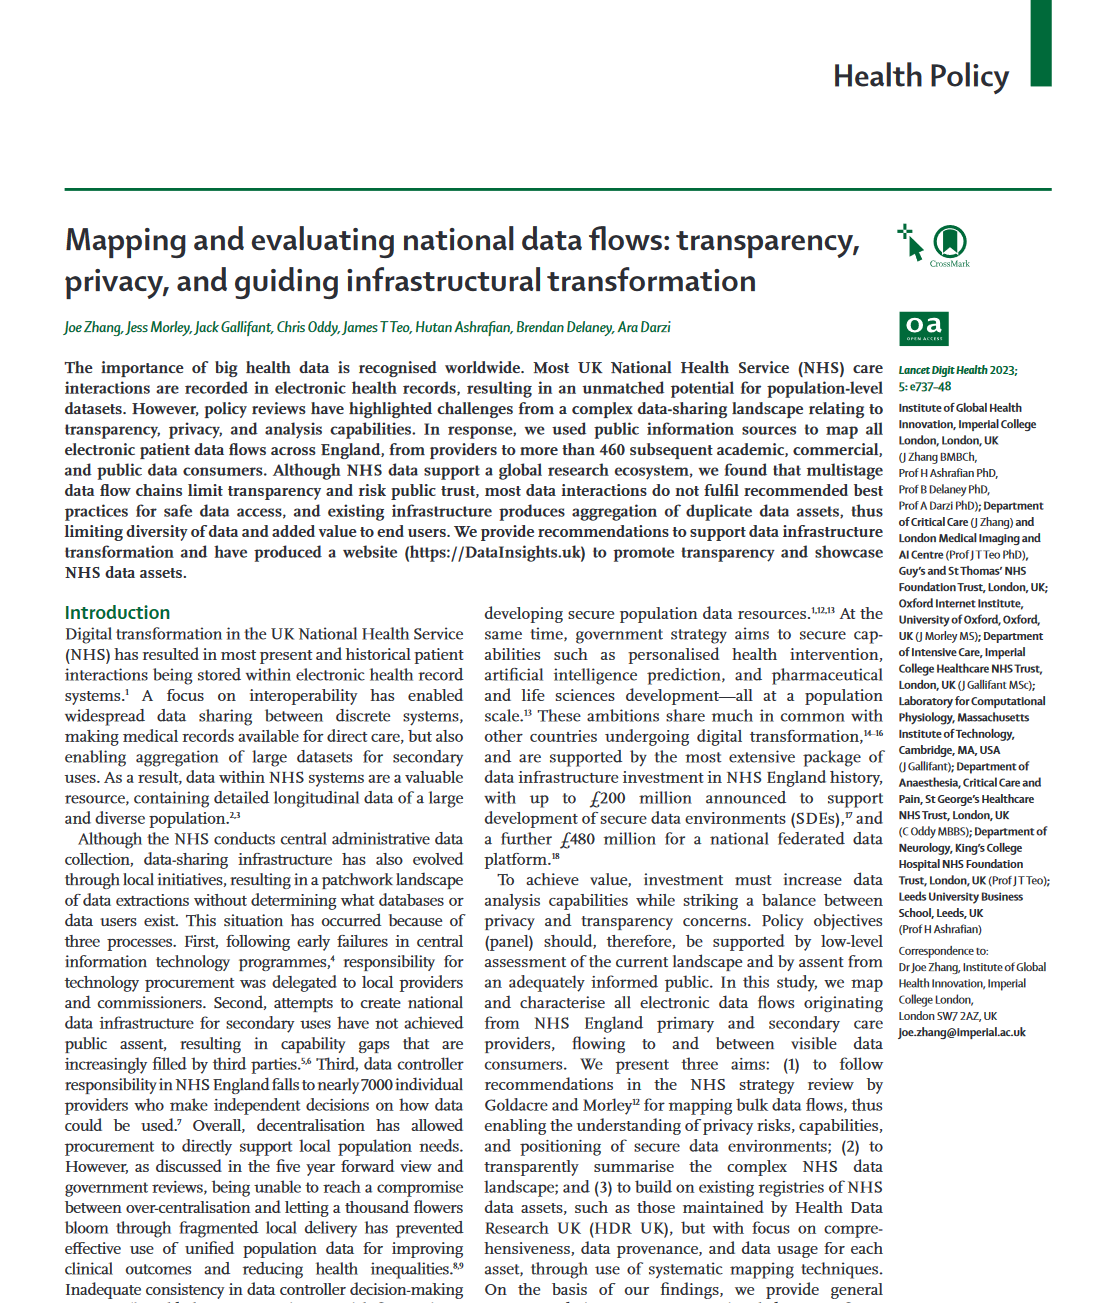 Health Policy
Mapping and evaluating national data flows: transparency,
privacy, and guiding infrastructural transformation
Joe Zhang, Jess Morley, Jack Gallifant, Chris Oddy, James T Teo, Hutan Ashrafian, Brendan Delaney, Ara Darzi
The importance of big health data is recognised worldwide. Most UK National Health Service (NHS) care
interactions are recorded in electronic health records, resulting in an unmatched potential for population-level
datasets. However, policy reviews have highlighted challenges from a complex data-sharing landscape relating to
transparency, privacy, and analysis capabilities. In response, we used public information sources to map all
electronic patient data flows across England, from providers to more than 460 subsequent academic, commercial,
and public data consumers. Although NHS data support a global research ecosystem, we found that multistage
data flow chains limit transparency and risk public trust, most data interactions do not fulfil recommended best
practices for safe data access, and existing infrastructure produces aggregation of duplicate data assets, thus
limiting diversity of data and added value to end users. We provide recommendations to support data infrastructure
transformation and have produced a website (https://DataInsights.uk) to promote transparency and showcase
NHS data assets.
Introduction
Digital transformation in the UK National Health Service
(NHS) has resulted in most present and historical patient
interactions being stored within electronic health record
systems.¹ A focus on interoperability has enabled
widespread data sharing between discrete systems,
making medical records available for direct care, but also
enabling aggregation of large datasets for secondary
uses. As a result, data within NHS systems are a valuable
resource, containing detailed longitudinal data of a large
and diverse population.²,³
Although the NHS conducts central administrative data
collection, data-sharing infrastructure has also evolved
through local initiatives, resulting in a patchwork landscape
of data extractions without determining what databases or
data users exist. This situation has occurred because of
three processes. First, following early failures in central
information technology programmes,⁴ responsibility for
technology procurement was delegated to local providers
and commissioners. Second, attempts to create national
data infrastructure for secondary uses have not achieved
public assent, resulting in capability gaps that are
increasingly filled by third parties.⁵,⁶ Third, data controller
responsibility in NHS England falls to nearly 7000 individual
providers who make independent decisions on how data
could be used.⁷ Overall, decentralisation has allowed
procurement to directly support local population needs.
However, as discussed in the five year forward view and
government reviews, being unable to reach a compromise
between over-centralisation and letting a thousand flowers
bloom through fragmented local delivery has prevented
effective use of unified population data for improving
clinical outcomes and reducing health inequalities.⁸,⁹
Inadequate consistency in data controller decision-making
developing secure population data resources.¹,¹²,¹³ At the
same time, government strategy aims to secure cap-
abilities such as personalised health intervention,
artificial intelligence prediction, and pharmaceutical
and life sciences development—all at a population
scale.¹³ These ambitions share much in common with
other countries undergoing digital transformation,¹⁴⁻¹⁶
and are supported by the most extensive package of
data infrastructure investment in NHS England history,
with up to £200 million announced to support
development of secure data environments (SDEs),¹⁷ and
a further £480 million for a national federated data
platform.¹⁸
To achieve value, investment must increase data
analysis capabilities while striking a balance between
privacy and transparency concerns. Policy objectives
(panel) should, therefore, be supported by low-level
assessment of the current landscape and by assent from
an adequately informed public. In this study, we map
and characterise all electronic data flows originating
from NHS England primary and secondary care
providers, flowing to and between visible data
consumers. We present three aims: (1) to follow
recommendations in the NHS strategy review by
Goldacre and Morley¹² for mapping bulk data flows, thus
enabling the understanding of privacy risks, capabilities,
and positioning of secure data environments; (2) to
transparently summarise the complex NHS data
landscape; and (3) to build on existing registries of NHS
data assets, such as those maintained by Health Data
Research UK (HDR UK), but with focus on compre-
hensiveness, data provenance, and data usage for each
asset, through use of systematic mapping techniques.
On the basis of our findings, we provide general
CrossMark
oa
OPEN ACCESS
Lancet Digit Health 2023;
5: e737–48
Institute of Global Health
Innovation, Imperial College
London, London, UK
(J Zhang BMBCh,
Prof H Ashrafian PhD,
Prof B Delaney PhD,
Prof A Darzi PhD); Department
of Critical Care (J Zhang) and
London Medical Imaging and
AI Centre (Prof J T Teo PhD),
Guy's and St Thomas' NHS
Foundation Trust, London, UK;
Oxford Internet Institute,
University of Oxford, Oxford,
UK (J Morley MS); Department
of Intensive Care, Imperial
College Healthcare NHS Trust,
London, UK (J Gallifant MSc);
Laboratory for Computational
Physiology, Massachusetts
Institute of Technology,
Cambridge, MA, USA
(J Gallifant); Department of
Anaesthesia, Critical Care and
Pain, St George's Healthcare
NHS Trust, London, UK
(C Oddy MBBS); Department of
Neurology, King's College
Hospital NHS Foundation
Trust, London, UK (Prof J T Teo);
Leeds University Business
School, Leeds, UK
(Prof H Ashrafian)
Correspondence to:
Dr Joe Zhang, Institute of Global
Health Innovation, Imperial
College London,
London SW7 2AZ, UK
joe.zhang@imperial.ac.uk